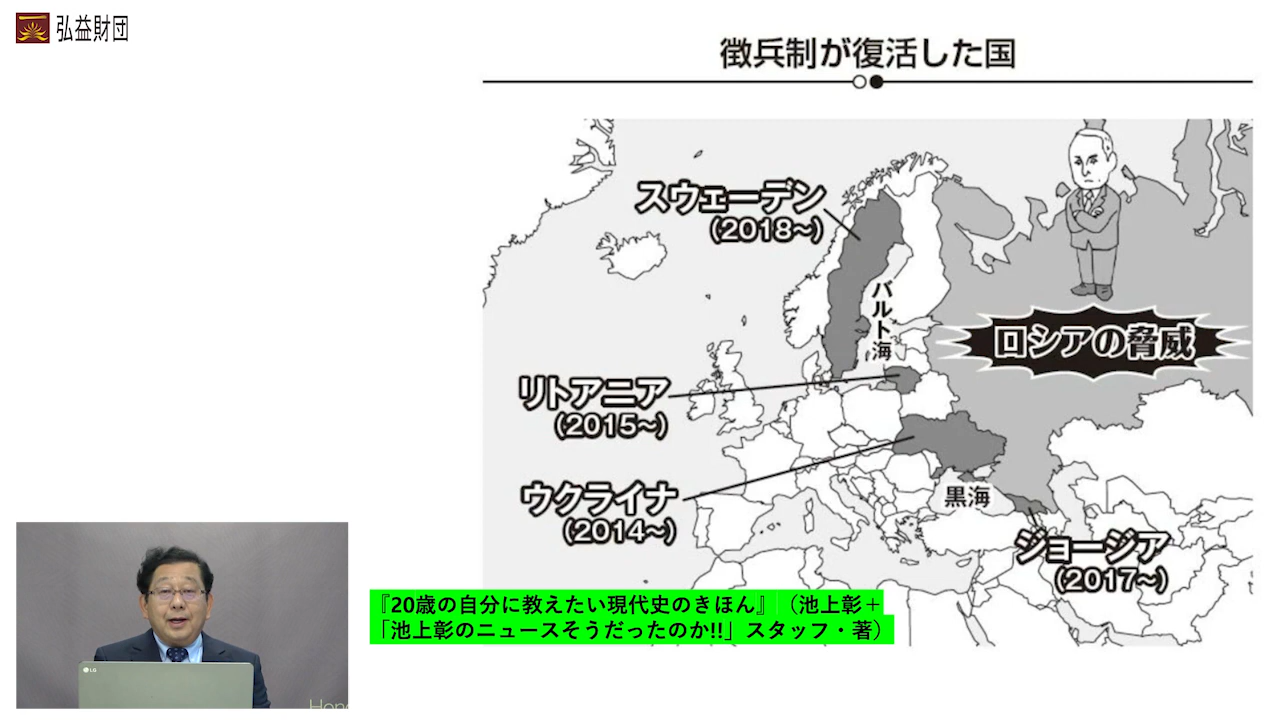 弘益財団
徴兵制が復活した国
スウェーデン
（2018～）
バルト海
ロシアの脅威
リトアニア
（2015～）
ウクライナ
（2014～）
黒海
ジョージア
（2017～）
『20歳の自分に教えたい現代史のきほん』（池上彰＋
「池上彰のニュースそうだったのか!!」スタッフ・著）
LG
Hong